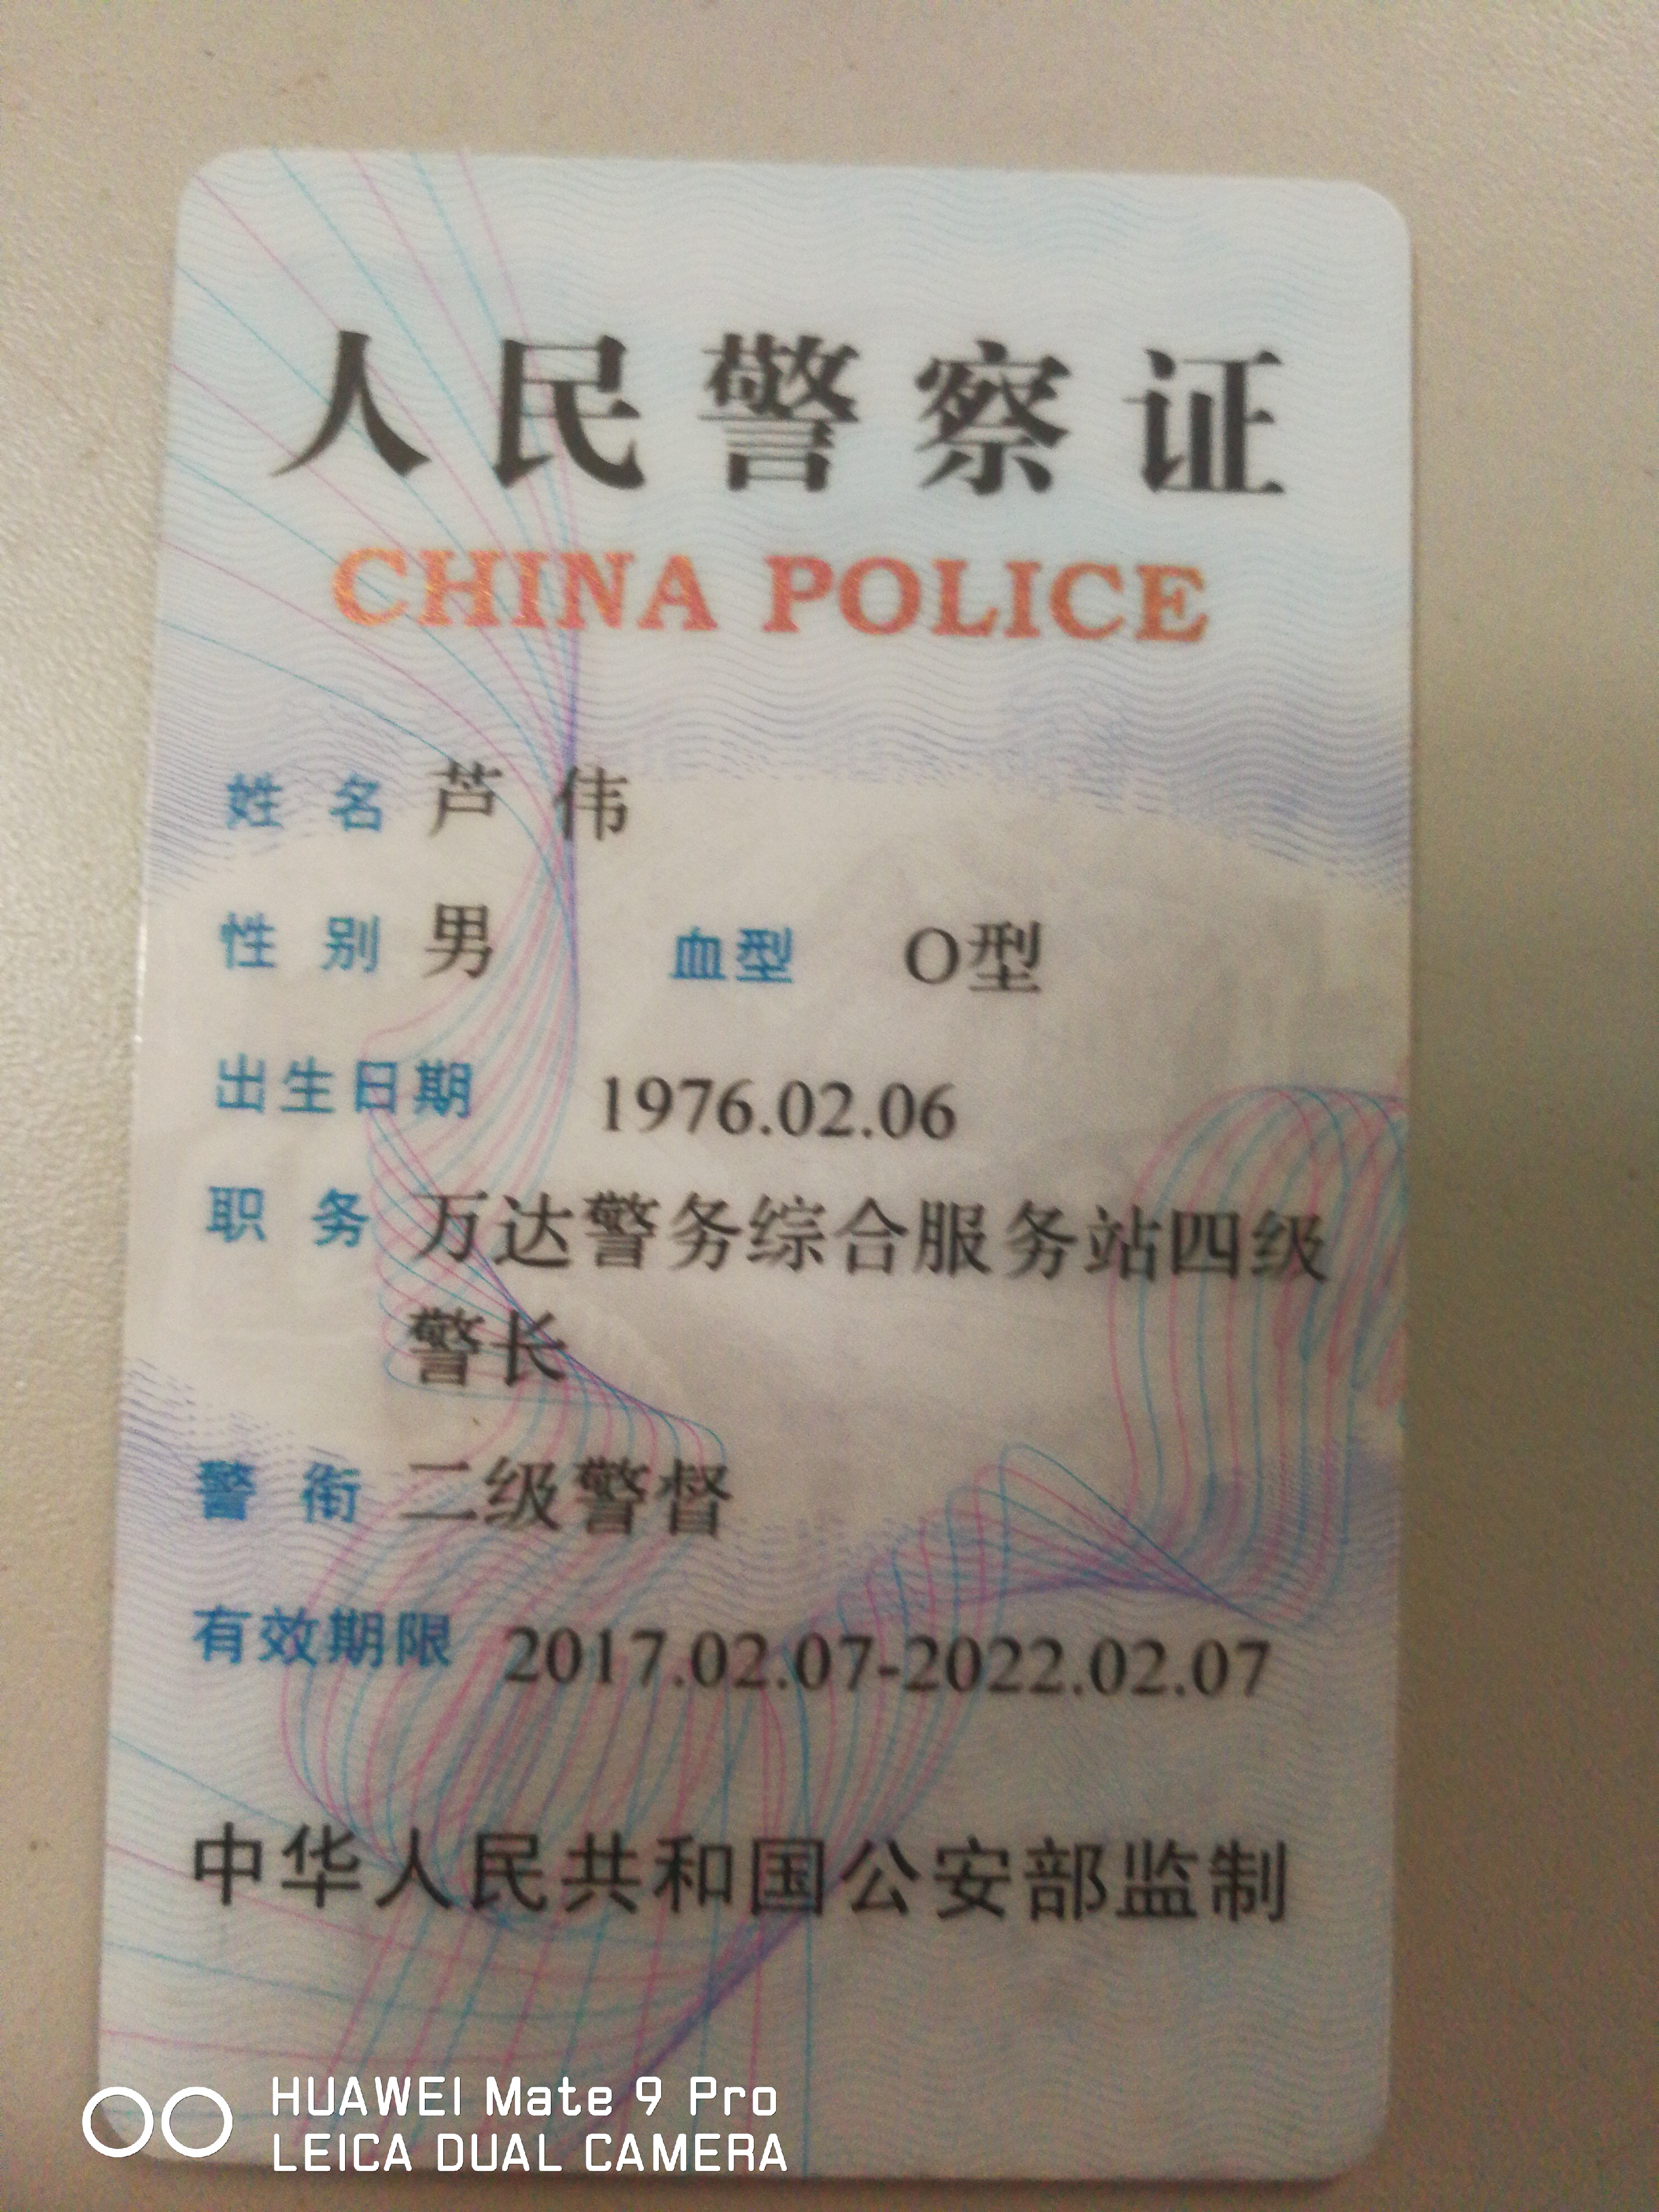 人民警察证
CHINA POLICE
姓 名 芦 伟
性 别 男 血型 O型
出生日期 1976.02.06
职 务 万达警务综合服务站四级
警长
警 衔 二级警督
有效期限 2017.02.07-2022.02.07
中华人民共和国公安部监制
HUAWEI Mate 9 Pro
LEICA DUAL CAMERA